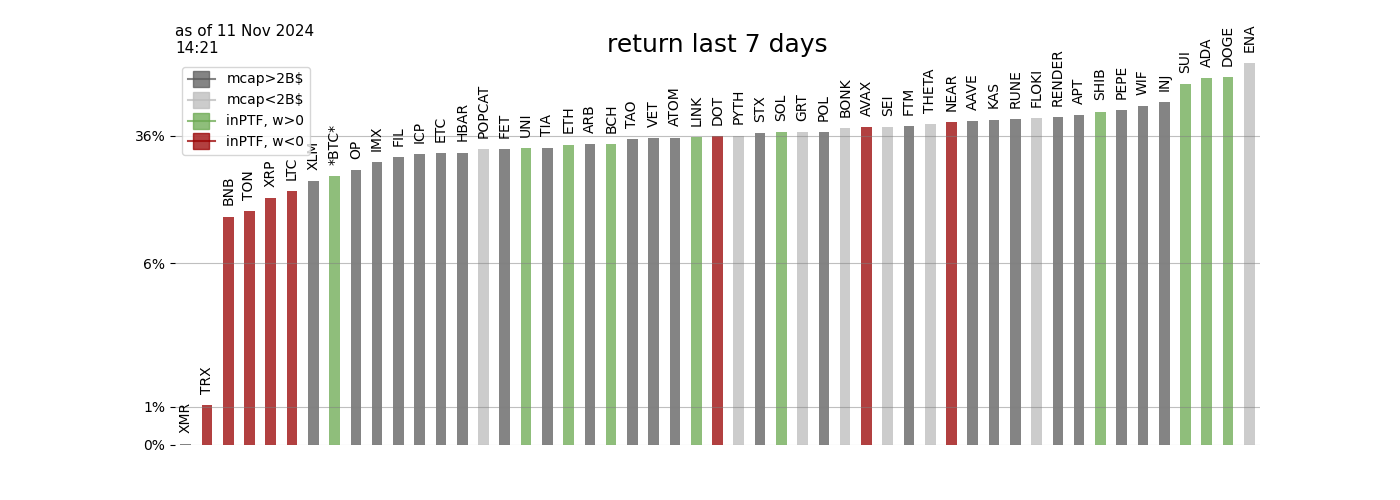 as of 11 Nov 2024
14:21
return last 7 days
mcap>2B$
mcap<2B$
inPTF, w>0
inPTF, w<0
36%
6%
1%
0%
XMR
TRX
BNB
TON
XRP
LTC
XLM
*BTC*
OP
IMX
FIL
ICP
ETC
HBAR
POPCAT
FET
UNI
TIA
ETH
ARB
BCH
TAO
VET
ATOM
LINK
DOT
PYTH
STX
SOL
GRT
POL
BONK
AVAX
SEI
FTM
THETA
NEAR
AAVE
KAS
RUNE
FLOKI
RENDER
APT
SHIB
PEPE
WIF
INJ
SUI
ADA
DOGE
ENA